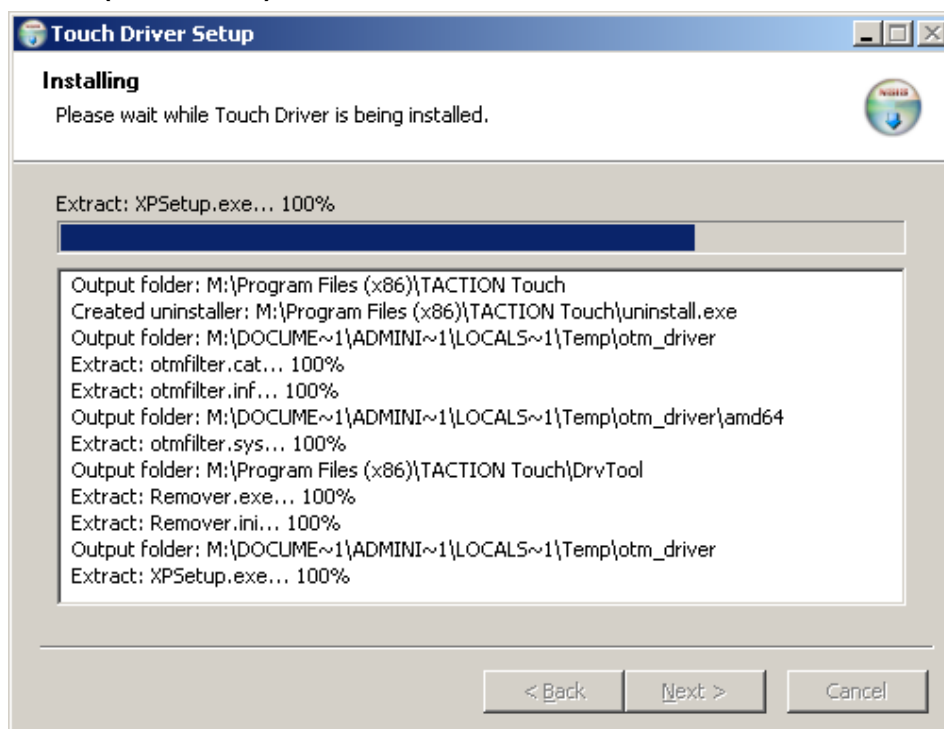 Touch Driver Setup
Installing
Please wait while Touch Driver is being installed.
Extract: XPSetup.exe... 100%
Output folder: M:\Program Files (x86)\TACTION Touch
Created uninstaller: M:\Program Files (x86)\TACTION Touch\uninstall.exe
Output folder: M:\DOCUME~1\ADMINI~1\LOCALS~1\Temp\otm_driver
Extract: otmfilter.cat... 100%
Extract: otmfilter.inf... 100%
Output folder: M:\DOCUME~1\ADMINI~1\LOCALS~1\Temp\otm_driver\amd64
Extract: otmfilter.sys... 100%
Output folder: M:\Program Files (x86)\TACTION Touch\DrvTool
Extract: Remover.exe... 100%
Extract: Remover.ini... 100%
Output folder: M:\DOCUME~1\ADMINI~1\LOCALS~1\Temp\otm_driver
Extract: XPSetup.exe... 100%
< Back Next > Cancel